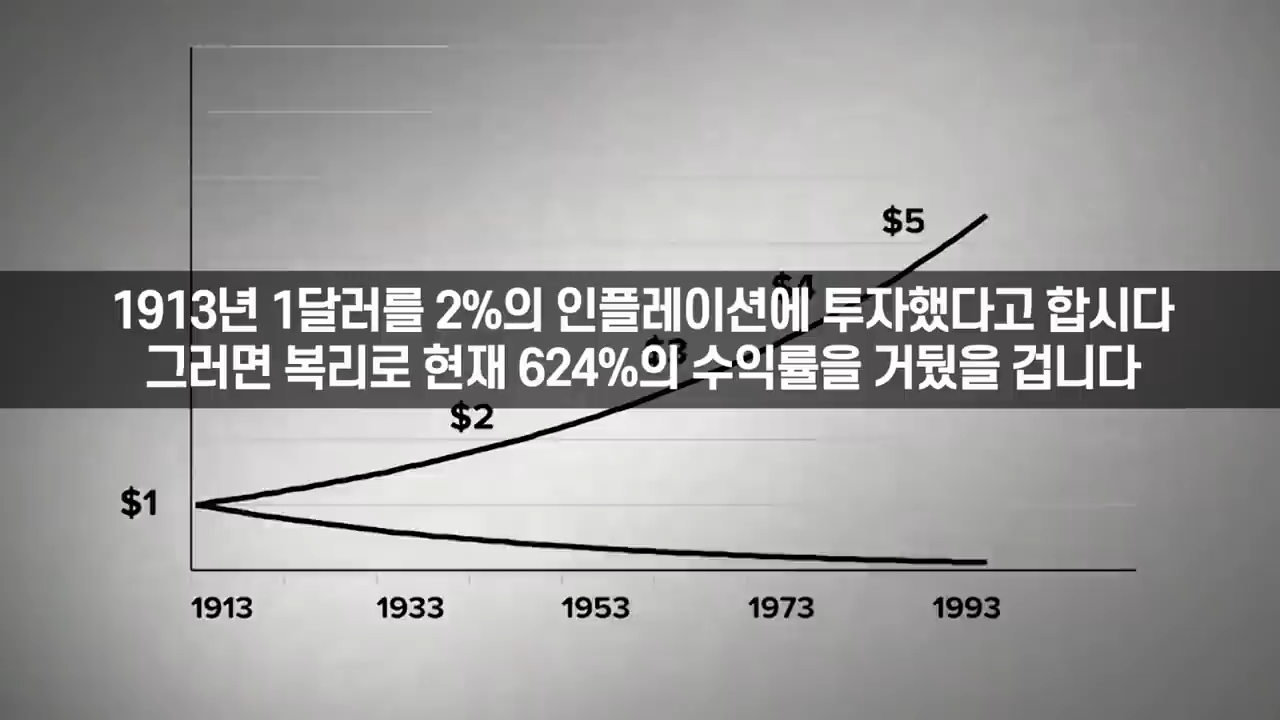 $5
$4
1913년 1달러를 2%의 인플레이션에 투자했다고 합시다
$3
그러면 복리로 현재 624%의 수익률을 거뒀을 겁니다
$2
$1
1913 1933 1953 1973 1993